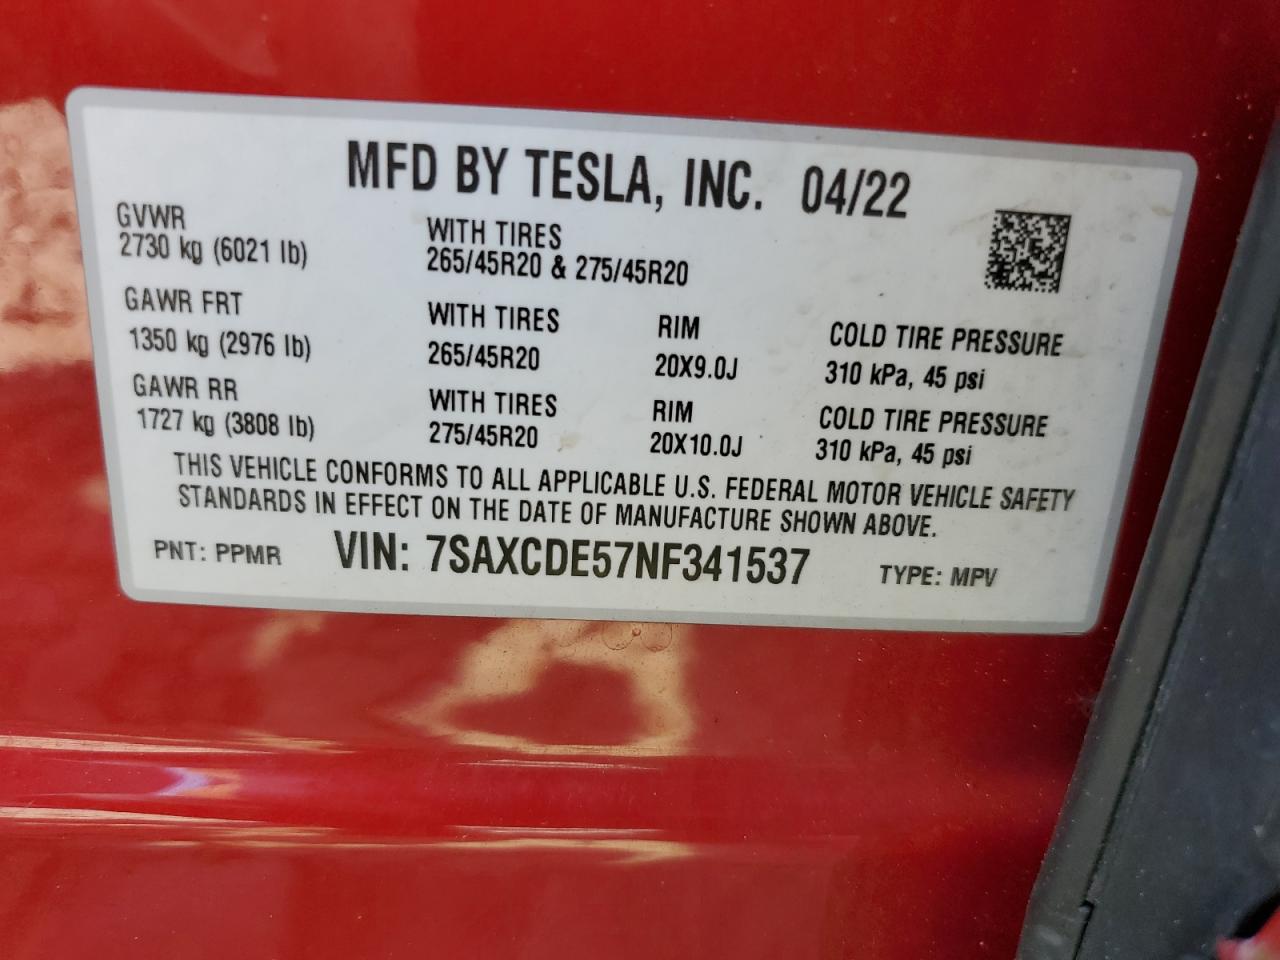 MFD BY TESLA, INC. 04/22
GVWR
2730 kg (6021 lb)
WITH TIRES
265/45R20 & 275/45R20
GAWR FRT
1350 kg (2976 lb)
WITH TIRES
265/45R20
RIM
20X9.0J
COLD TIRE PRESSURE
310 kPa, 45 psi
GAWR RR
1727 kg (3808 lb)
WITH TIRES
275/45R20
RIM
20X10.0J
COLD TIRE PRESSURE
310 kPa, 45 psi
THIS VEHICLE CONFORMS TO ALL APPLICABLE U.S. FEDERAL MOTOR VEHICLE SAFETY
STANDARDS IN EFFECT ON THE DATE OF MANUFACTURE SHOWN ABOVE.
PNT: PPMR VIN: 7SAXCDE57NF341537 TYPE: MPV